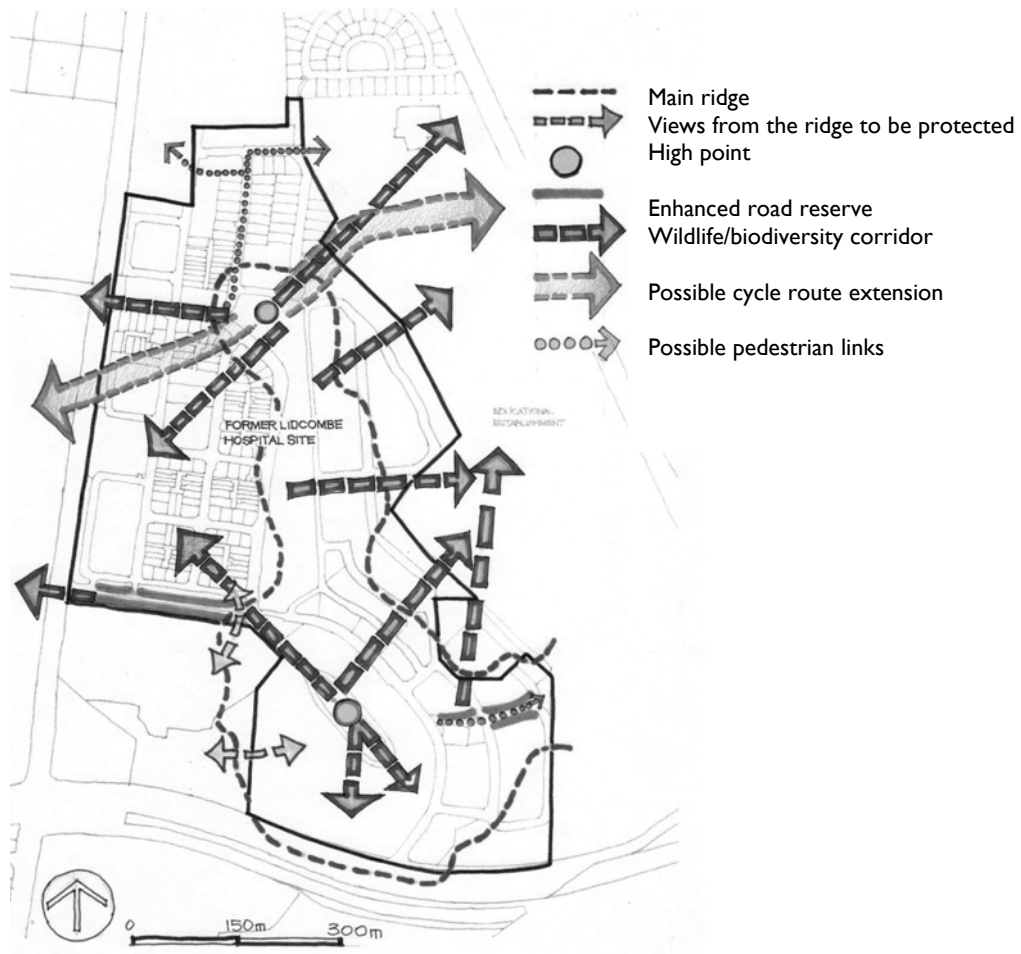 Main ridge
Views from the ridge to be protected
High point
Enhanced road reserve
Wildlife/biodiversity corridor
Possible cycle route extension
Possible pedestrian links
EDUCATIONAL
ESTABLISHMENT
FORMER LIDCOMBE
HOSPITAL SITE
0 150m 300m